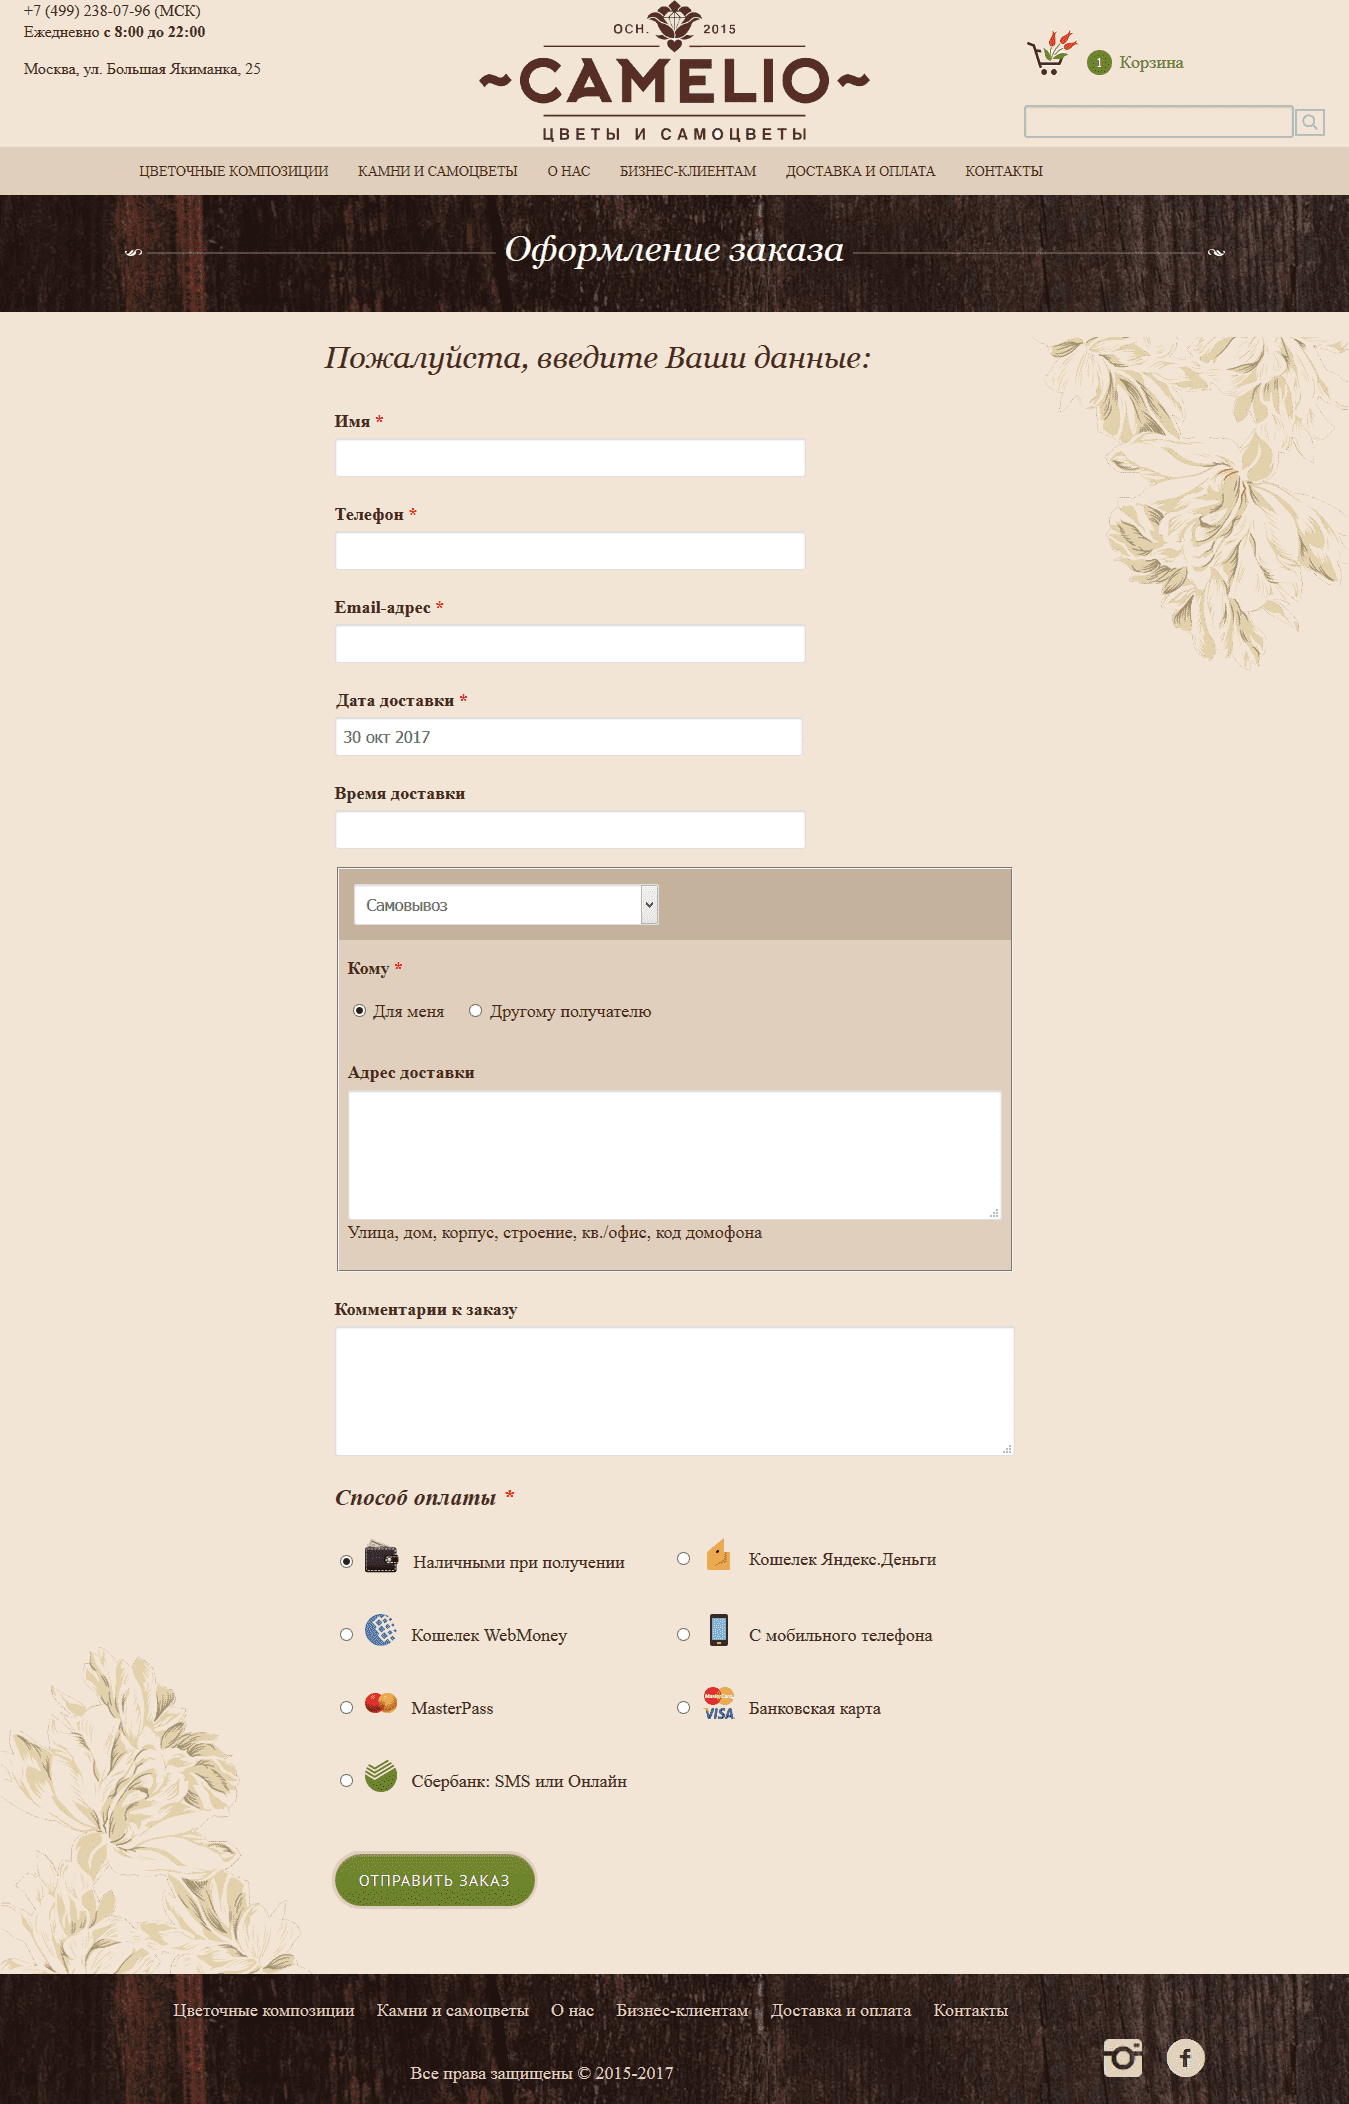 +7 (499) 238-07-96 (МСК)
Ежедневно с 8:00 до 22:00
Москва, ул. Большая Якиманка, 25
ОСН. 2015
~CAMELIO~
ЦВЕТЫ И САМОЦВЕТЫ
1 Корзина
ЦВЕТОЧНЫЕ КОМПОЗИЦИИ КАМНИ И САМОЦВЕТЫ О НАС БИЗНЕС-КЛИЕНТАМ ДОСТАВКА И ОПЛАТА КОНТАКТЫ
Оформление заказа
Пожалуйста, введите Ваши данные:
Имя *
Телефон *
Email-адрес *
Дата доставки *
30 окт 2017
Время доставки
Самовывоз
Кому *
Для меня Другому получателю
Адрес доставки
Улица, дом, корпус, строение, кв./офис, код домофона
Комментарии к заказу
Способ оплаты *
Наличными при получении Кошелек Яндекс.Деньги
Кошелек WebMoney С мобильного телефона
MasterPass MasterCard VISA Банковская карта
Сбербанк: SMS или Онлайн
ОТПРАВИТЬ ЗАКАЗ
Цветочные композиции Камни и самоцветы О нас Бизнес-клиентам Доставка и оплата Контакты
Все права защищены © 2015-2017